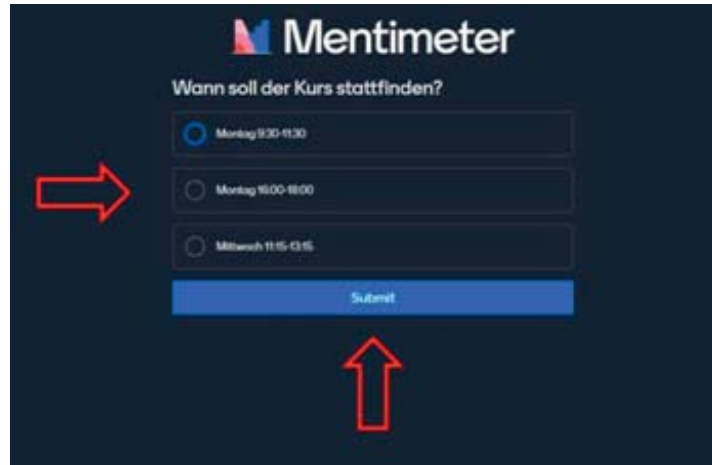 Mentimeter
Wann soll der Kurs stattfinden?
Montag 9:30-11:30
Montag 16:00-18:00
Mittwoch 11:15-13:15
Submit